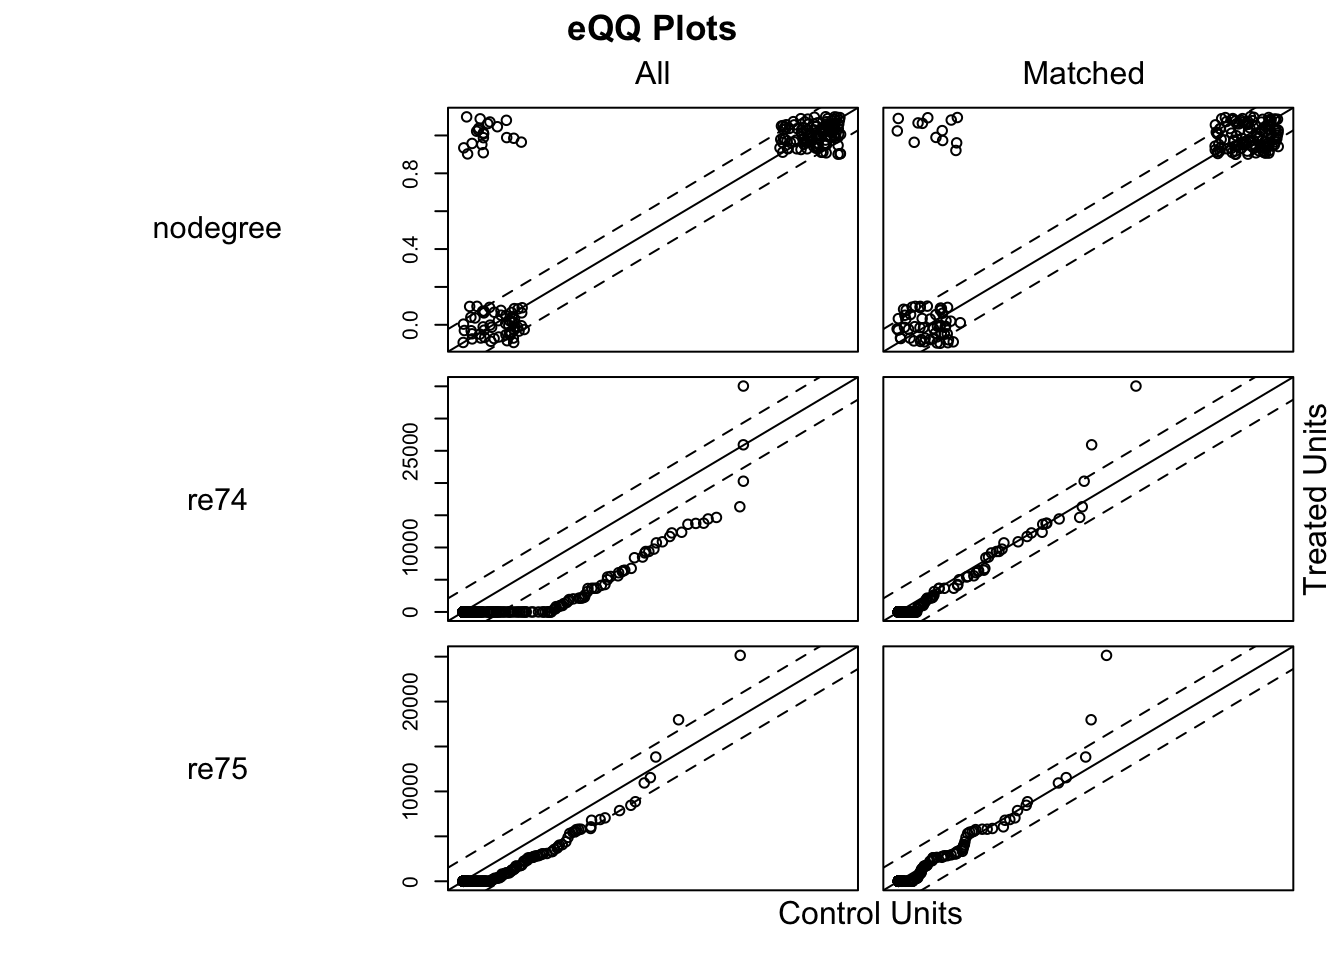 eQQ Plots
All
Matched
nodegree
0.8
0.4
0.0
re74
25000
10000
0
re75
20000
10000
0
Treated Units
Control Units